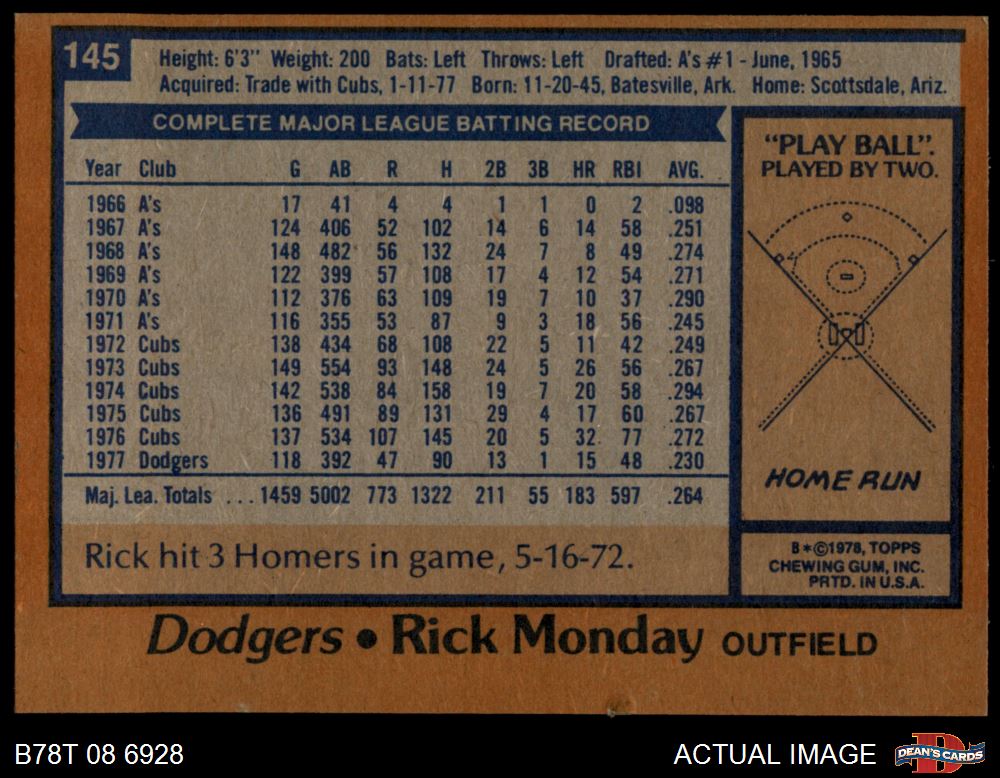 145
Height: 6'3" Weight: 200 Bats: Left Throws: Left Drafted: A's #1 - June, 1965
Acquired: Trade with Cubs, 1-11-77 Born: 11-20-45, Batesville, Ark. Home: Scottsdale, Ariz.
COMPLETE MAJOR LEAGUE BATTING RECORD
Year Club G AB R H 2B 3B HR RBI AVG.
1966 A's 17 41 4 4 1 1 0 2 .098
1967 A's 124 406 52 102 14 6 14 58 .251
1968 A's 148 482 56 132 24 7 8 49 .274
1969 A's 122 399 57 108 17 4 12 54 .271
1970 A's 112 376 63 109 19 7 10 37 .290
1971 A's 116 355 53 87 9 3 18 56 .245
1972 Cubs 138 434 68 108 22 5 11 42 .249
1973 Cubs 149 554 93 148 24 5 26 56 .267
1974 Cubs 142 538 84 158 19 7 20 58 .294
1975 Cubs 136 491 89 131 29 4 17 60 .267
1976 Cubs 137 534 107 145 20 5 32 77 .272
1977 Dodgers 118 392 47 90 13 1 15 48 .230
Maj. Lea. Totals ... 1459 5002 773 1322 211 55 183 597 .264
Rick hit 3 Homers in game, 5-16-72.
"PLAY BALL".
PLAYED BY TWO.
HOME RUN
B*©1978, TOPPS
CHEWING GUM, INC.
PRTD. IN U.S.A.
Dodgers • Rick Monday OUTFIELD
B78T 08 6928
ACTUAL IMAGE
DEAN'S CARDS